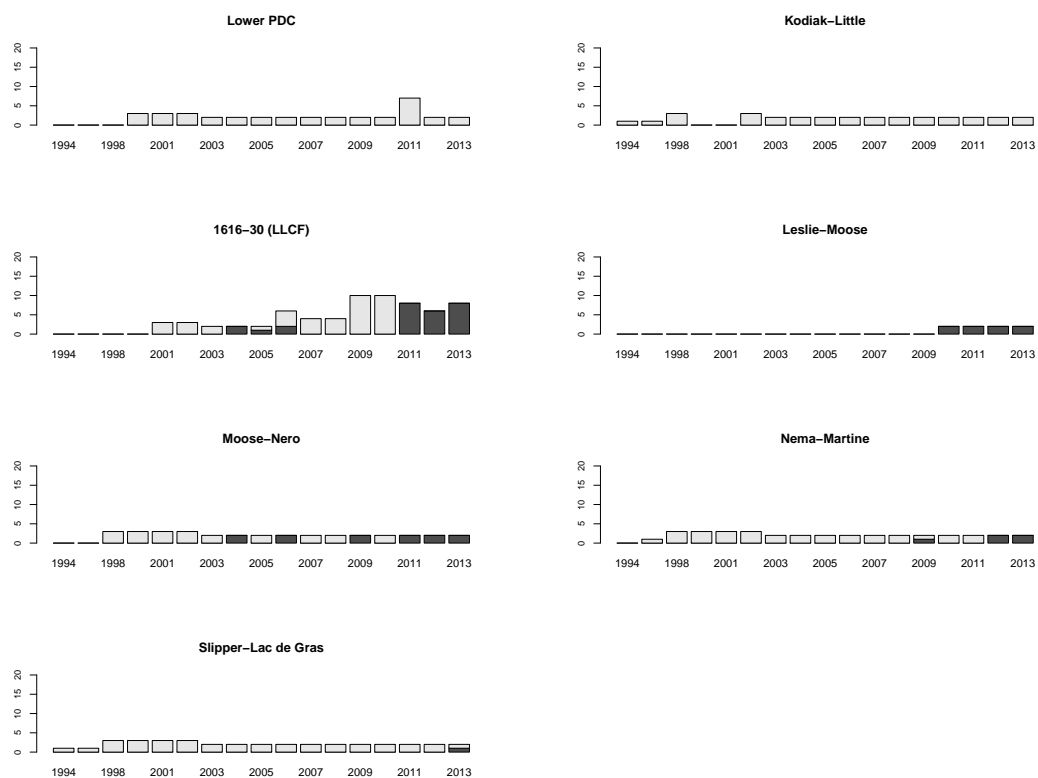 Lower PDC
0 5 10 15 20
1994 1998 2001 2003 2005 2007 2009 2011 2013
Kodiak−Little
0 5 10 15 20
1994 1998 2001 2003 2005 2007 2009 2011 2013
1616−30 (LLCF)
0 5 10 15 20
1994 1998 2001 2003 2005 2007 2009 2011 2013
Leslie−Moose
0 5 10 15 20
1994 1998 2001 2003 2005 2007 2009 2011 2013
Moose−Nero
0 5 10 15 20
1994 1998 2001 2003 2005 2007 2009 2011 2013
Nema−Martine
0 5 10 15 20
1994 1998 2001 2003 2005 2007 2009 2011 2013
Slipper−Lac de Gras
0 5 10 15 20
1994 1998 2001 2003 2005 2007 2009 2011 2013